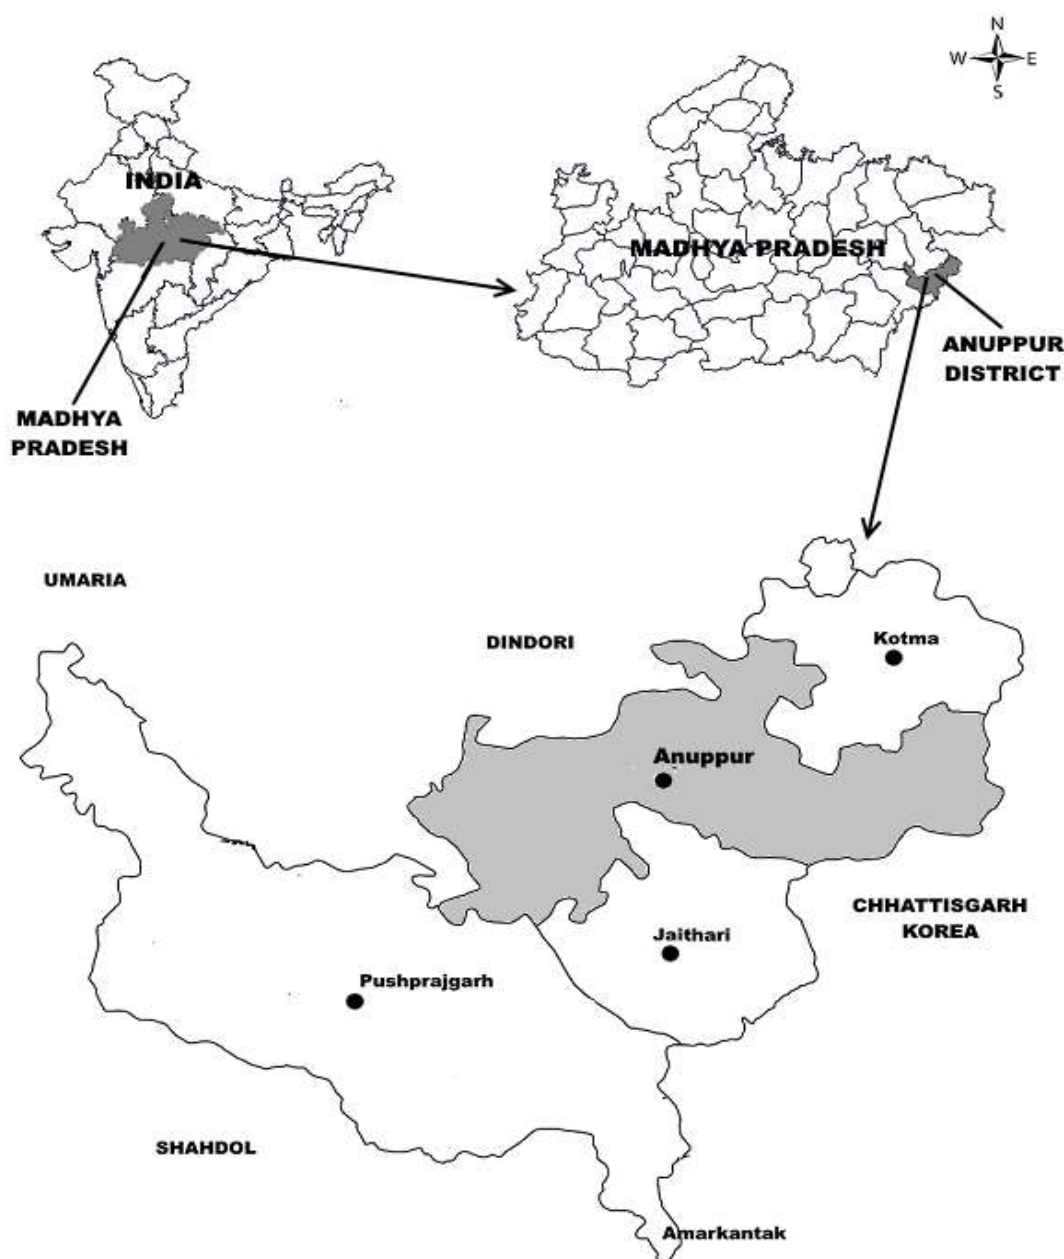 N
W E
S
INDIA
MADHYA PRADESH
MADHYA
PRADESH
ANUPPUR
DISTRICT
UMARIA
DINDORI
Kotma
Anuppur
CHHATTISGARH
KOREA
Jaithari
Pushprajgarh
SHAHDOL
Amarkantak